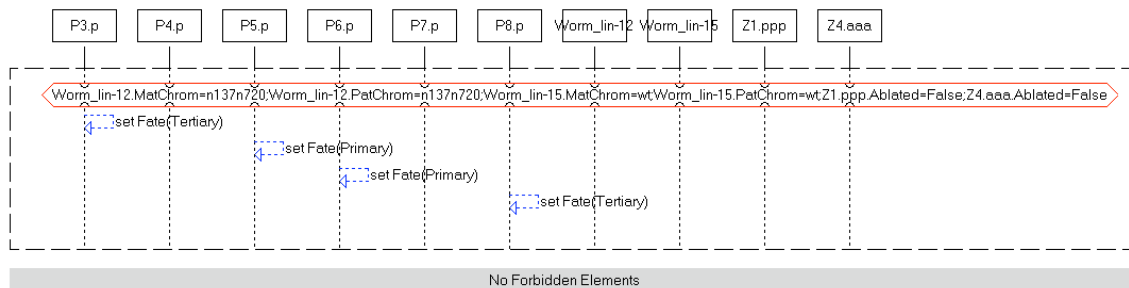 P3.p P4.p P5.p P6.p P7.p P8.p Worm_lin-12 Worm_lin-15 Z1.ppp Z4.aaa
Worm_lin-12.MatChrom=n137n720;Worm_lin-12.PatChrom=n137n720;Worm_lin-15.MatChrom=wt;Worm_lin-15.PatChrom=wt;Z1.ppp.Ablated=False;Z4.aaa.Ablated=False
set Fate(Tertiary)
set Fate(Primary)
set Fate(Primary)
set Fate(Tertiary)
No Forbidden Elements